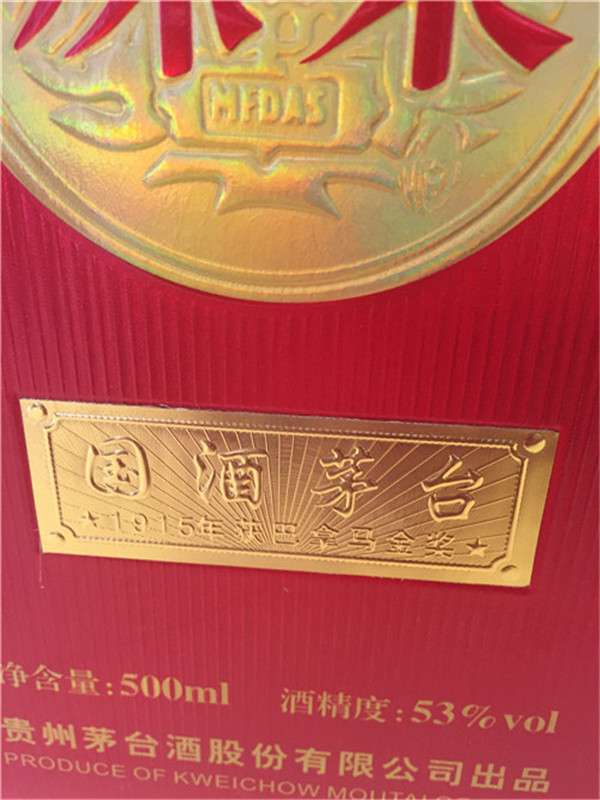 MFDAS
国酒茅台
★1915年获巴拿马金奖★
净含量:500ml 酒精度:53%vol
贵州茅台酒股份有限公司出品
PRODUCE OF KWEICHOW MOUTAI